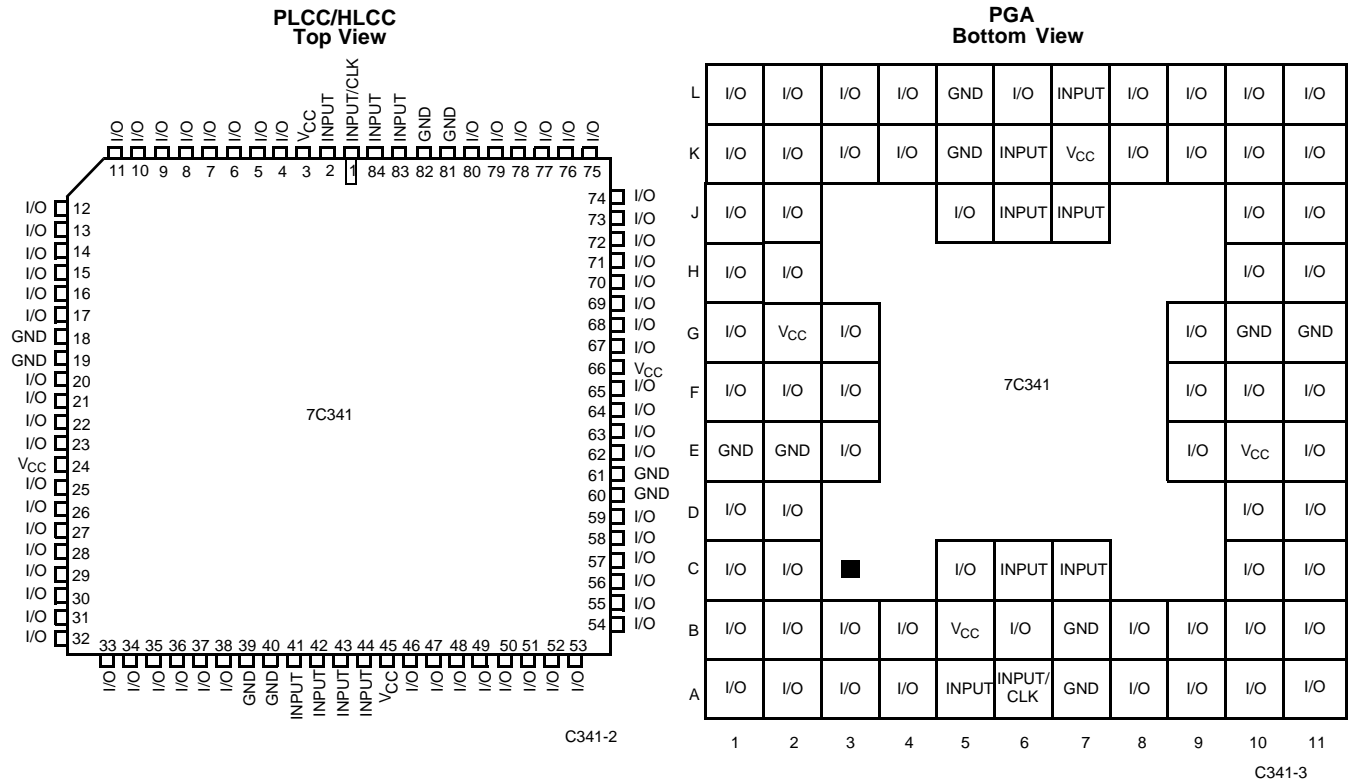 PLCC/HLCC
Top View
I/O I/O I/O I/O I/O I/O I/O I/O VCC INPUT INPUT/CLK INPUT INPUT GND GND I/O I/O I/O I/O I/O I/O
11 10 9 8 7 6 5 4 3 2 1 84 83 82 81 80 79 78 77 76 75
I/O 12
I/O 13
I/O 14
I/O 15
I/O 16
I/O 17
GND 18
GND 19
I/O 20
I/O 21
I/O 22
I/O 23
VCC 24
I/O 25
I/O 26
I/O 27
I/O 28
I/O 29
I/O 30
I/O 31
I/O 32
7C341
74 I/O
73 I/O
72 I/O
71 I/O
70 I/O
69 I/O
68 I/O
67 I/O
66 VCC
65 I/O
64 I/O
63 I/O
62 I/O
61 GND
60 GND
59 I/O
58 I/O
57 I/O
56 I/O
55 I/O
54 I/O
33 34 35 36 37 38 39 40 41 42 43 44 45 46 47 48 49 50 51 52 53
I/O I/O I/O I/O I/O I/O GND GND INPUT INPUT INPUT INPUT VCC I/O I/O I/O I/O I/O I/O I/O I/O
C341-2
PGA
Bottom View
L I/O I/O I/O I/O GND I/O INPUT I/O I/O I/O I/O
K I/O I/O I/O I/O GND INPUT VCC I/O I/O I/O I/O
J I/O I/O I/O INPUT INPUT I/O I/O
H I/O I/O I/O I/O
G I/O VCC I/O I/O GND GND
F I/O I/O I/O 7C341 I/O I/O I/O
E GND GND I/O I/O VCC I/O
D I/O I/O I/O I/O
C I/O I/O I/O INPUT INPUT I/O I/O
B I/O I/O I/O I/O VCC I/O GND I/O I/O I/O I/O
A I/O I/O I/O I/O INPUT INPUT/CLK GND I/O I/O I/O I/O
1 2 3 4 5 6 7 8 9 10 11
C341-3